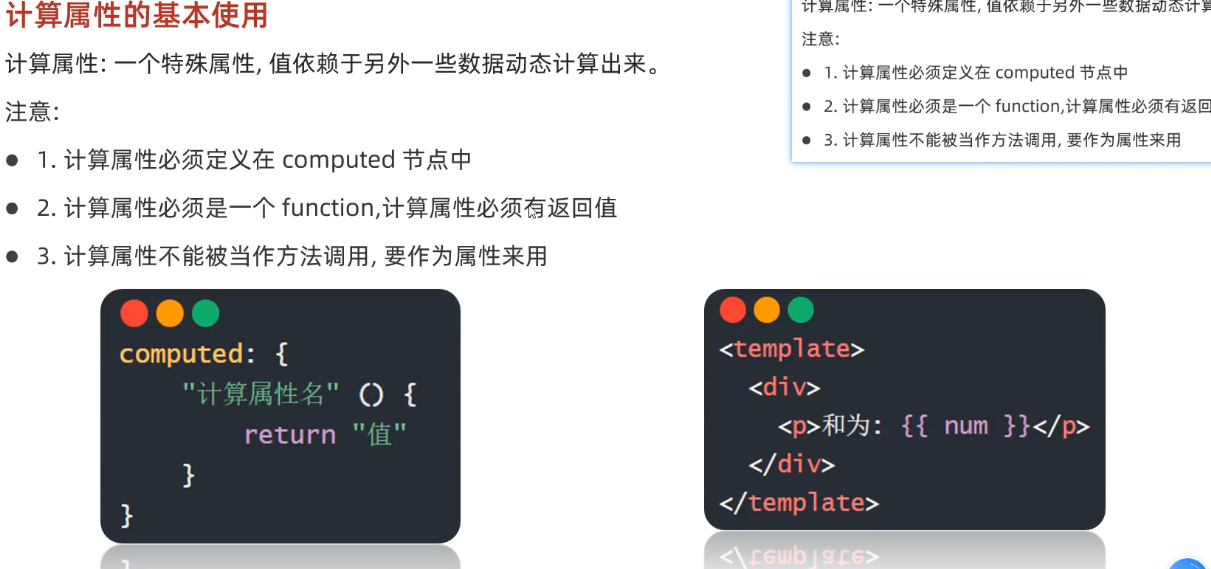 计算属性的基本使用
计算属性: 一个特殊属性, 值依赖于另外一些数据动态计算出来。
注意:
● 1. 计算属性必须定义在 computed 节点中
● 2. 计算属性必须是一个 function,计算属性必须有返回值
● 3. 计算属性不能被当作方法调用, 要作为属性来用
计算属性: 一个特殊属性, 值依赖于另外一些数据动态计算
注意:
● 1. 计算属性必须定义在 computed 节点中
● 2. 计算属性必须是一个 function,计算属性必须有返回
● 3. 计算属性不能被当作方法调用, 要作为属性来用
computed: {
"计算属性名" () {
return "值"
}
}
<template>
<div>
<p>和为: {{ num }}</p>
</div>
</template>